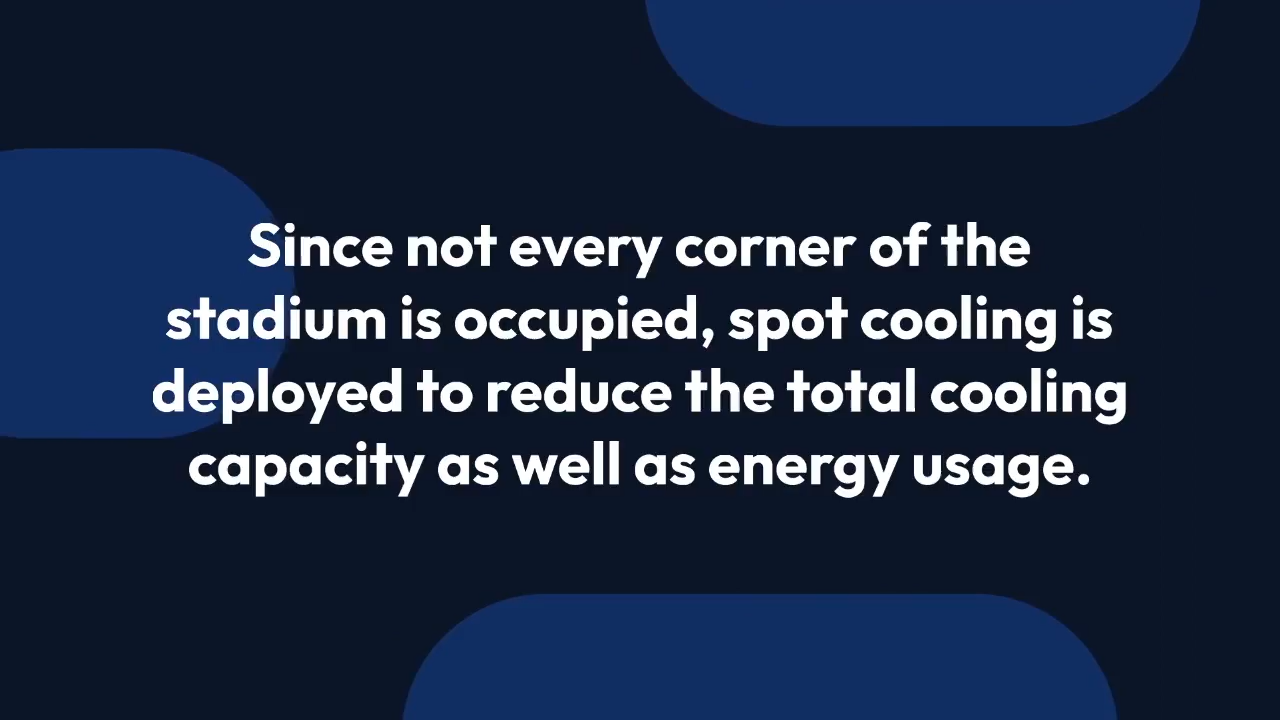 Since not every corner of the
stadium is occupied, spot cooling is
deployed to reduce the total cooling
capacity as well as energy usage.